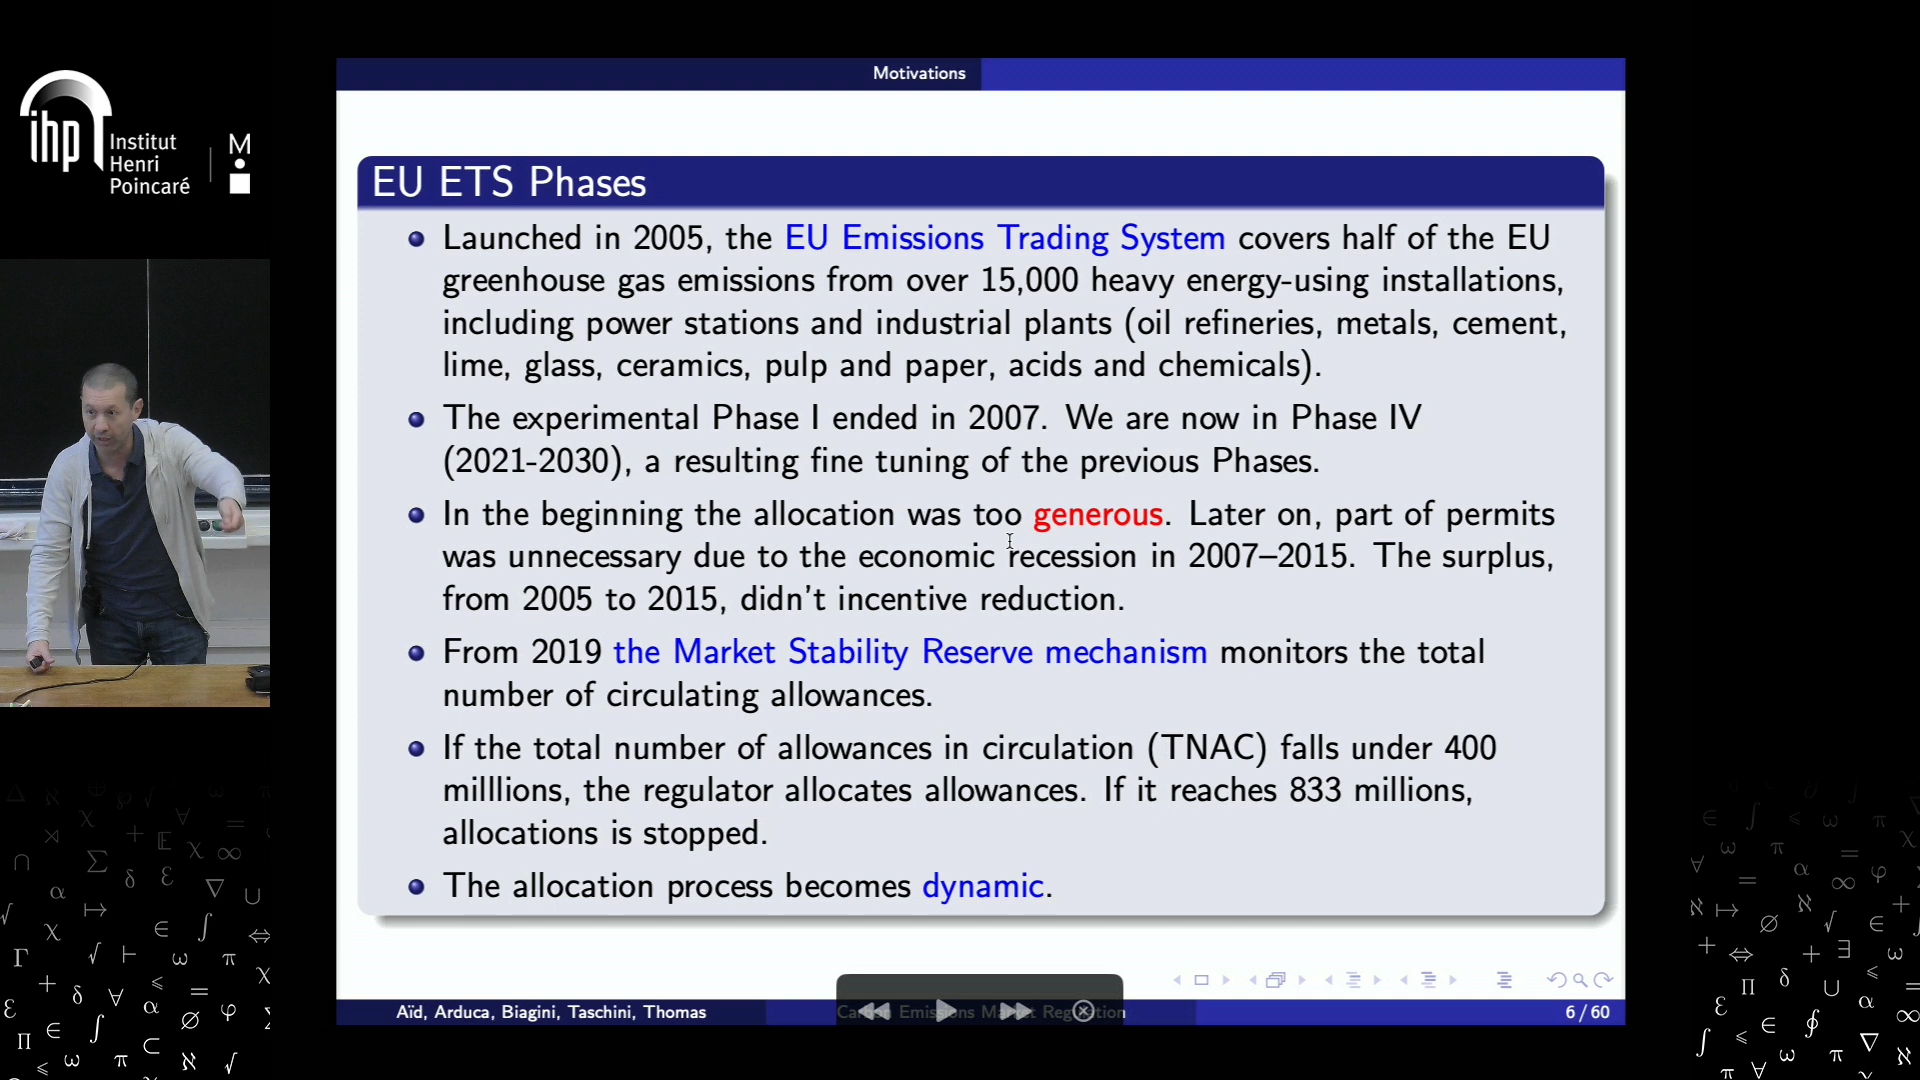 ihp
Institut
Henri
Poincaré
M
Motivations
EU ETS Phases
Launched in 2005, the EU Emissions Trading System covers half of the EU
greenhouse gas emissions from over 15,000 heavy energy-using installations,
including power stations and industrial plants (oil refineries, metals, cement,
lime, glass, ceramics, pulp and paper, acids and chemicals).
The experimental Phase I ended in 2007. We are now in Phase IV
(2021-2030), a resulting fine tuning of the previous Phases.
In the beginning the allocation was too generous. Later on, part of permits
was unnecessary due to the economic recession in 2007–2015. The surplus,
from 2005 to 2015, didn't incentive reduction.
From 2019 the Market Stability Reserve mechanism monitors the total
number of circulating allowances.
If the total number of allowances in circulation (TNAC) falls under 400
milllions, the regulator allocates allowances. If it reaches 833 millions,
allocations is stopped.
The allocation process becomes dynamic.
Aïd, Arduca, Biagini, Taschini, Thomas
Emissions
6 / 60